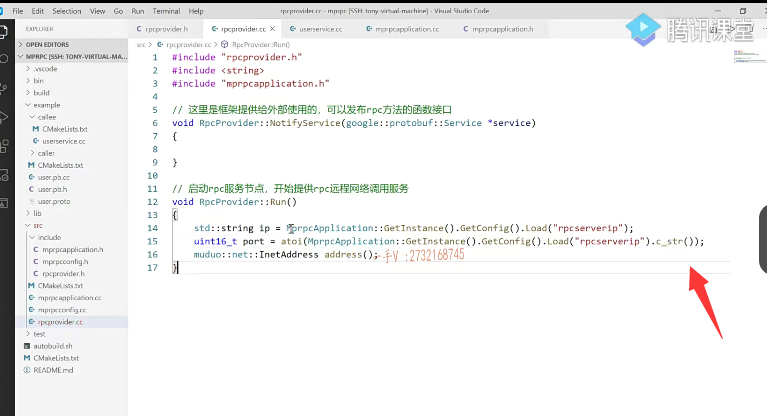 File Edit Selection View Go Run Terminal Help
rpcprovider.cc - mprpc [SSH: tony-virtual-machine] - Visual Studio Code
腾讯课堂
EXPLORER
rpcprovider.h
rpcprovider.cc
userservice.cc
mprpcapplication.cc
mprpcapplication.h
src > rpcprovider.cc > RpcProvider::Run()
OPEN EDITORS
MPRPC [SSH: TONY-VIRTUAL-MA...
.vscode
bin
build
example
callee
CMakeLists.txt
userservice.cc
caller
CMakeLists.txt
user.pb.cc
user.pb.h
user.proto
lib
src
include
mprpcapplication.h
mprpcconfig.h
rpcprovider.h
CMakeLists.txt
mprpcapplication.cc
mprpcconfig.cc
rpcprovider.cc
test
autobuild.sh
CMakeLists.txt
README.md
1 #include "rpcprovider.h"
2 #include <string>
3 #include "mprpcapplication.h"
4
5 // 这里是框架提供给外部使用的，可以发布rpc方法的函数接口
6 void RpcProvider::NotifyService(google::protobuf::Service *service)
7 {
8
9 }
10
11 // 启动rpc服务节点，开始提供rpc远程网络调用服务
12 void RpcProvider::Run()
13 {
14 std::string ip = MprpcApplication::GetInstance().GetConfig().Load("rpcserverip");
15 uint16_t port = atoi(MprpcApplication::GetInstance().GetConfig().Load("rpcserverip").c_str());
16 muduo::net::InetAddress address();
一手V :2732168745
17 }